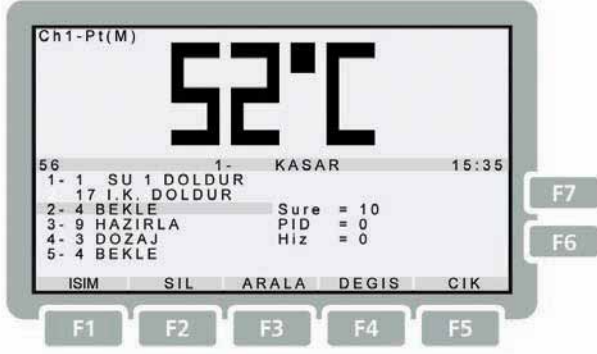 Ch1-Pt(M)
52°C
56 1- KASAR 15:35
1- 1 SU 1 DOLDUR
17 I.K. DOLDUR
2- 4 BEKLE Sure = 10
3- 9 HAZIRLA PID = 0
4- 3 DOZAJ Hiz = 0
5- 4 BEKLE
F7
F6
ISIM SIL ARALA DEGIS CIK
F1 F2 F3 F4 F5